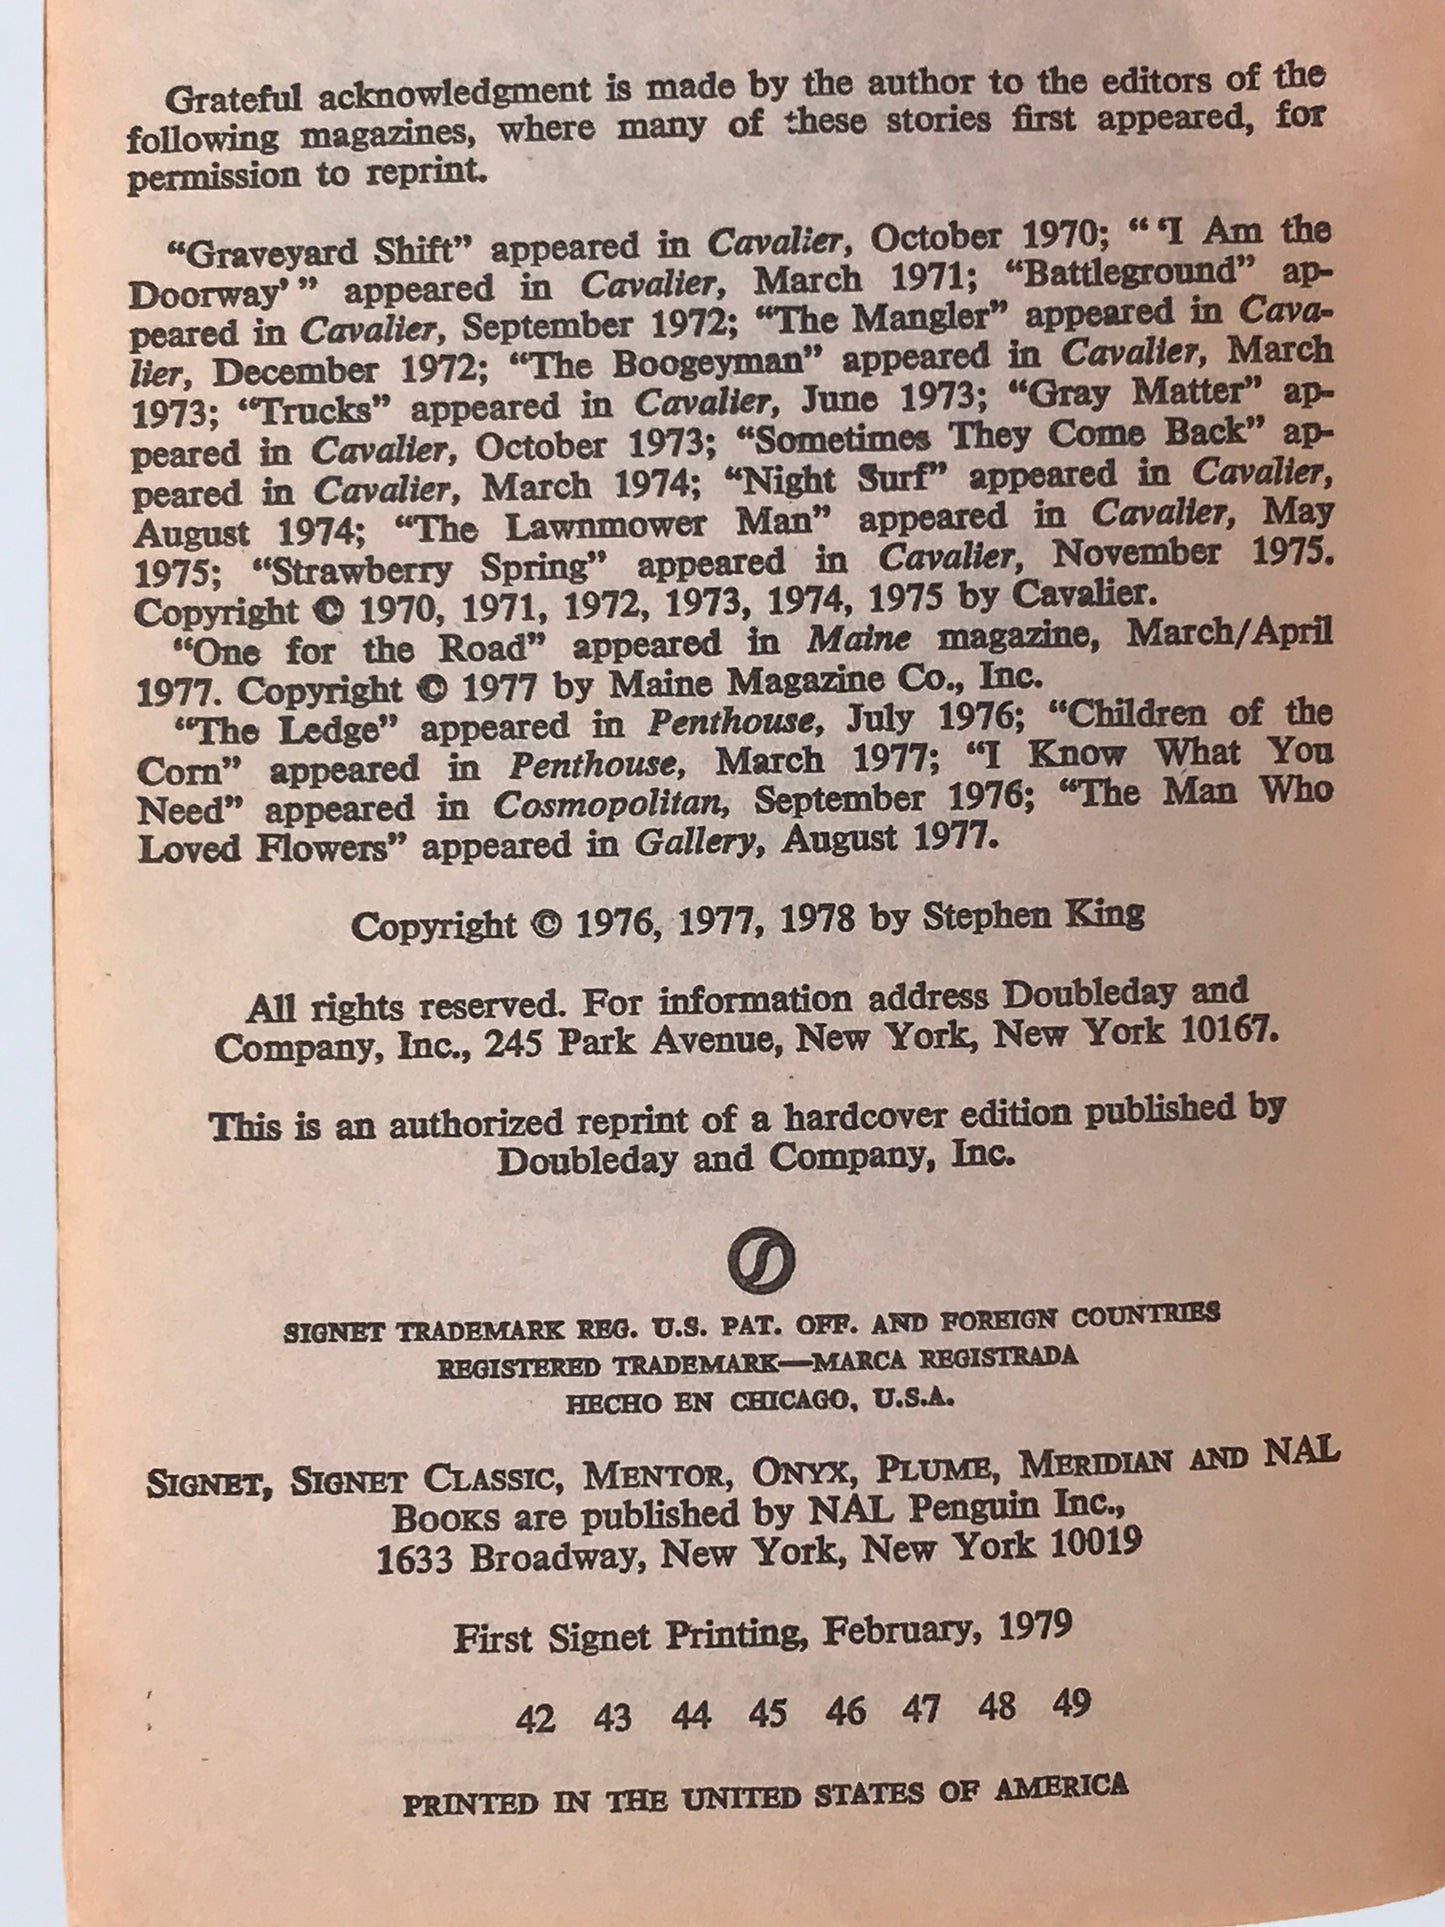 Grateful acknowledgment is made by the author to the editors of the
following magazines, where many of these stories first appeared, for
permission to reprint.
“Graveyard Shift” appeared in Cavalier, October 1970; “ ‘I Am the
Doorway’ ” appeared in Cavalier, March 1971; “Battleground” ap-
peared in Cavalier, September 1972; “The Mangler” appeared in Cava-
lier, December 1972; “The Boogeyman” appeared in Cavalier, March
1973; “Trucks” appeared in Cavalier, June 1973; “Gray Matter” ap-
peared in Cavalier, October 1973; “Sometimes They Come Back” ap-
peared in Cavalier, March 1974; “Night Surf” appeared in Cavalier,
August 1974; “The Lawnmower Man” appeared in Cavalier, May
1975; “Strawberry Spring” appeared in Cavalier, November 1975.
Copyright © 1970, 1971, 1972, 1973, 1974, 1975 by Cavalier.
“One for the Road” appeared in Maine magazine, March/April
1977. Copyright © 1977 by Maine Magazine Co., Inc.
“The Ledge” appeared in Penthouse, July 1976; “Children of the
Corn” appeared in Penthouse, March 1977; “I Know What You
Need” appeared in Cosmopolitan, September 1976; “The Man Who
Loved Flowers” appeared in Gallery, August 1977.
Copyright © 1976, 1977, 1978 by Stephen King
All rights reserved. For information address Doubleday and
Company, Inc., 245 Park Avenue, New York, New York 10167.
This is an authorized reprint of a hardcover edition published by
Doubleday and Company, Inc.
SIGNET TRADEMARK REG. U.S. PAT. OFF. AND FOREIGN COUNTRIES
REGISTERED TRADEMARK—MARCA REGISTRADA
HECHO EN CHICAGO, U.S.A.
SIGNET, SIGNET CLASSIC, MENTOR, ONYX, PLUME, MERIDIAN AND NAL
BOOKS are published by NAL Penguin Inc.,
1633 Broadway, New York, New York 10019
First Signet Printing, February, 1979
42 43 44 45 46 47 48 49
PRINTED IN THE UNITED STATES OF AMERICA